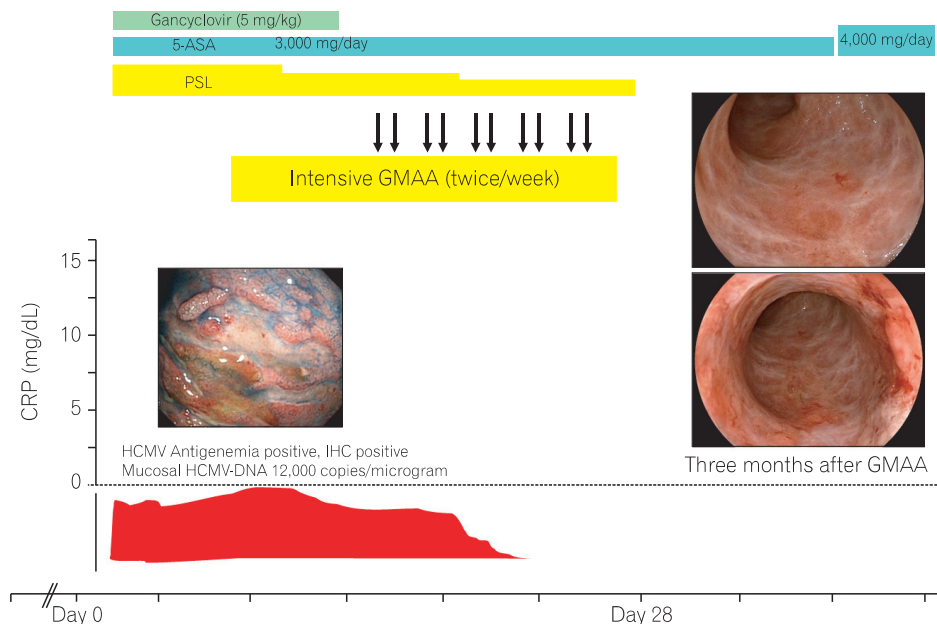 Gancyclovir (5 mg/kg)
5-ASA 3,000 mg/day
4,000 mg/day
PSL
Intensive GMAA (twice/week)
15
10
5
0
CRP (mg/dL)
HCMV Antigenemia positive, IHC positive
Mucosal HCMV-DNA 12,000 copies/microgram
Three months after GMAA
Day 0
Day 28